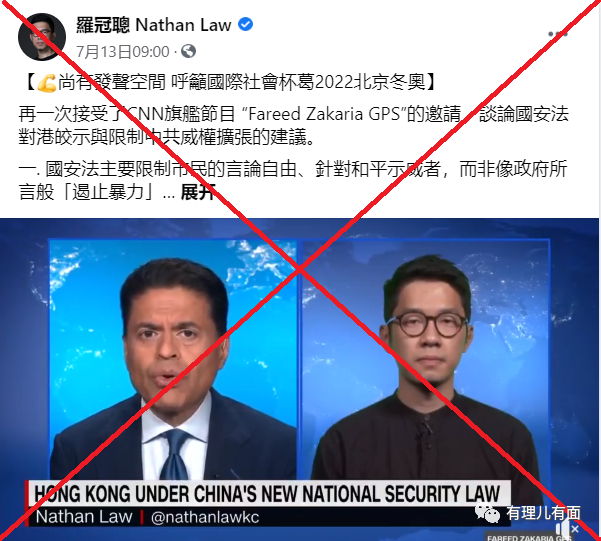 羅冠聰 Nathan Law
7月13日09:00
【💪尚有發聲空間 呼籲國際社會杯葛2022北京冬奧】
再一次接受了CNN旗艦節目 “Fareed Zakaria GPS”的邀請，談論國安法
對港的啟示與限制中共威權擴張的建議。
一. 國安法主要限制市民的言論自由、針對和平示威者，而非像政府所
言般「遏止暴力」... 展开
HONG KONG UNDER CHINA'S NEW NATIONAL SECURITY LAW
Nathan Law | @nathanlawkc
有理儿有面
FAREED ZAKARIA GPS